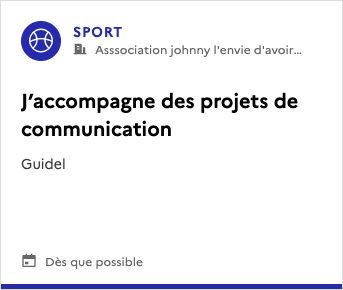 SPORT
Asssociation johnny l'envie d'avoir...
J’accompagne des projets de
communication
Guidel
Dès que possible